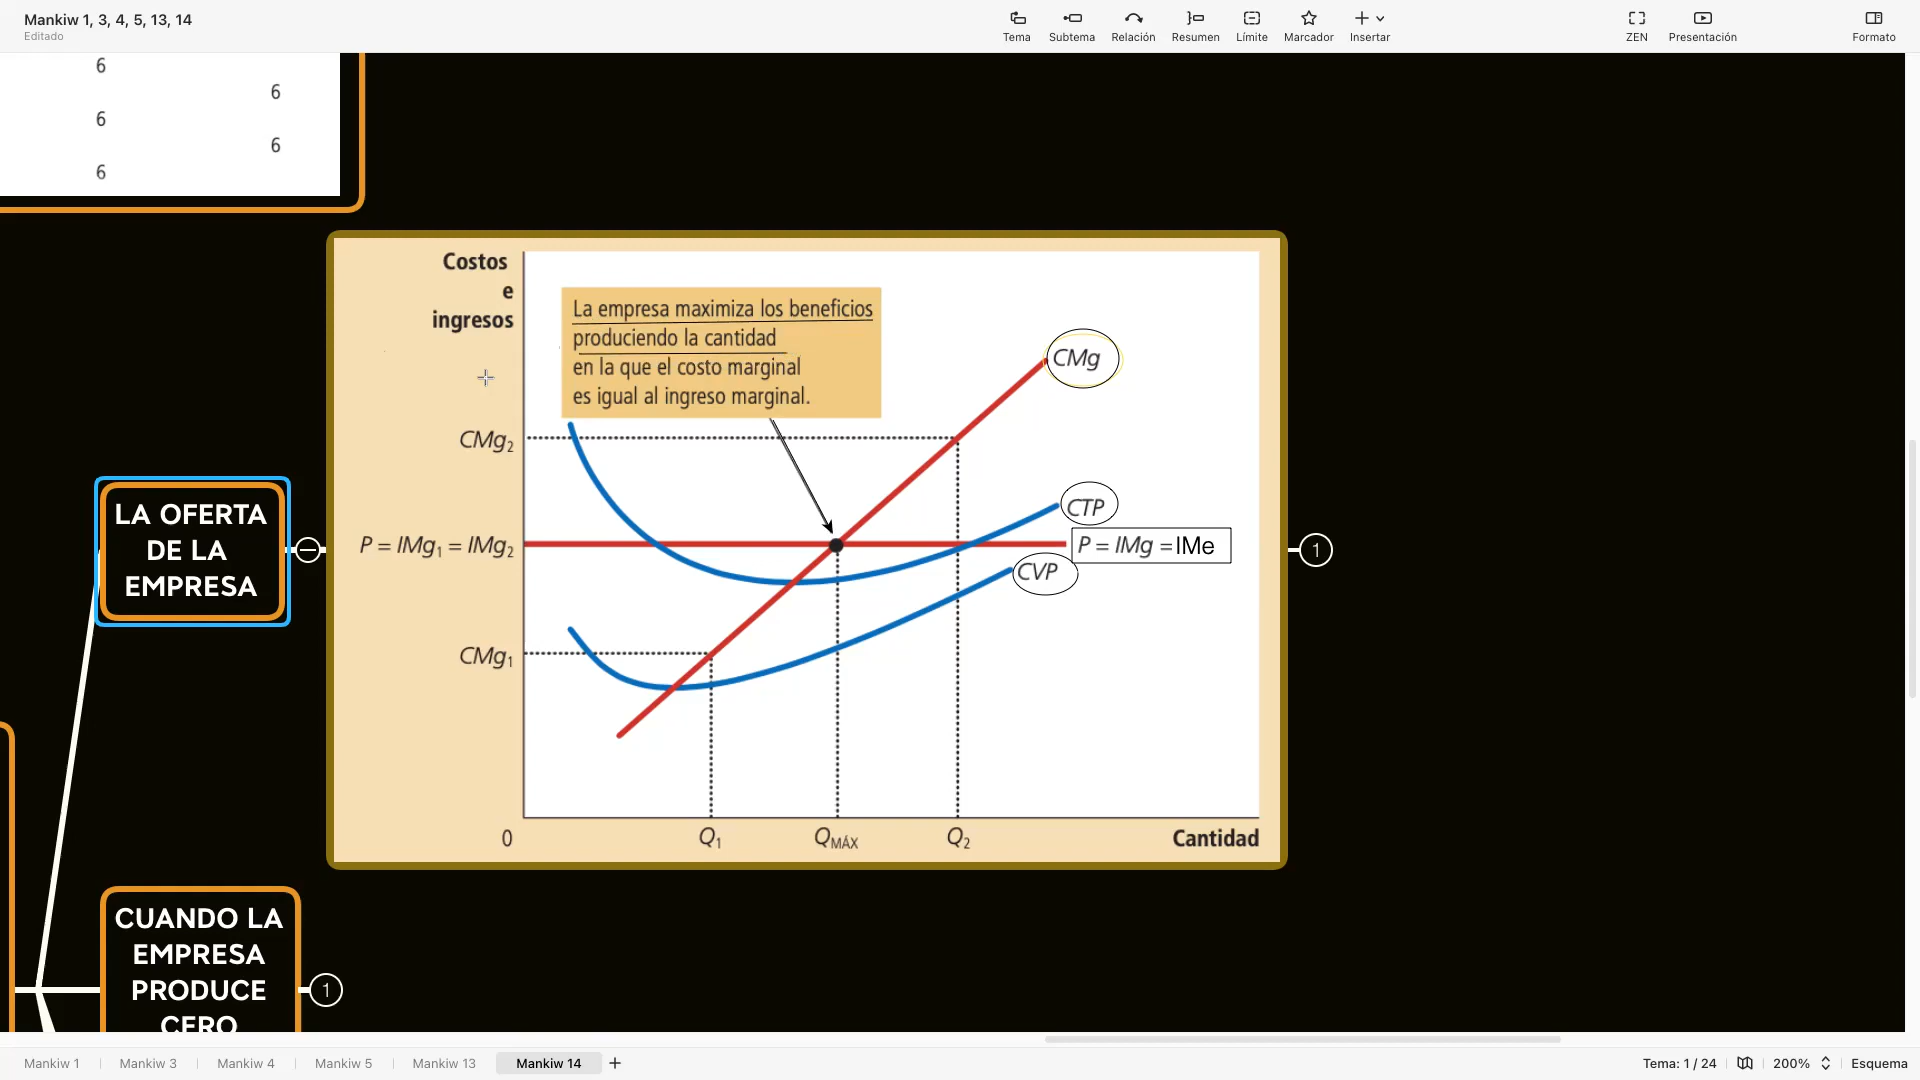 Mankiw 1, 3, 4, 5, 13, 14
Editado
Tema
Subtema
Relación
Resumen
Límite
Marcador
Insertar
ZEN
Presentación
Formato
6
6
6
6
6
Costos
e
ingresos
La empresa maximiza los beneficios
produciendo la cantidad
en la que el costo marginal
es igual al ingreso marginal.
CMg
CMg2
CTP
P = IMg1 = IMg2
P = IMg = IMe
CVP
CMg1
0
Q1
QMÁX
Q2
Cantidad
1
LA OFERTA
DE LA
EMPRESA
CUANDO LA
EMPRESA
PRODUCE
CERO
1
Mankiw 1
Mankiw 3
Mankiw 4
Mankiw 5
Mankiw 13
Mankiw 14
Tema: 1 / 24
200%
Esquema